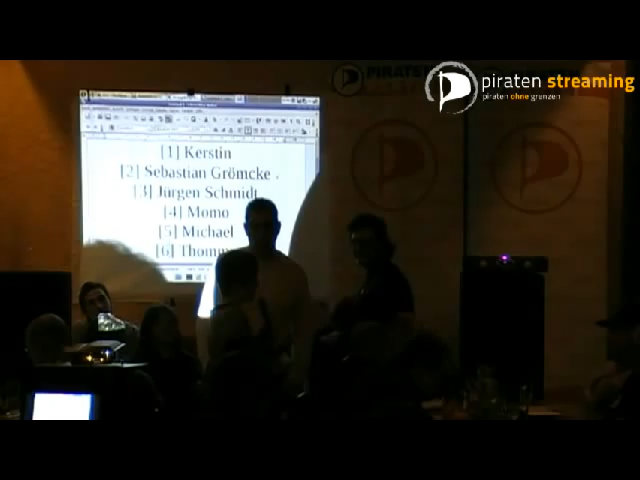 PIRATEN
piraten streaming
piraten ohne grenzen
[1] Kerstin
[2] Sebastian Grömcke .
[3] Jürgen Schmidt
[4] Momo
[5] Michael
[6] Thom